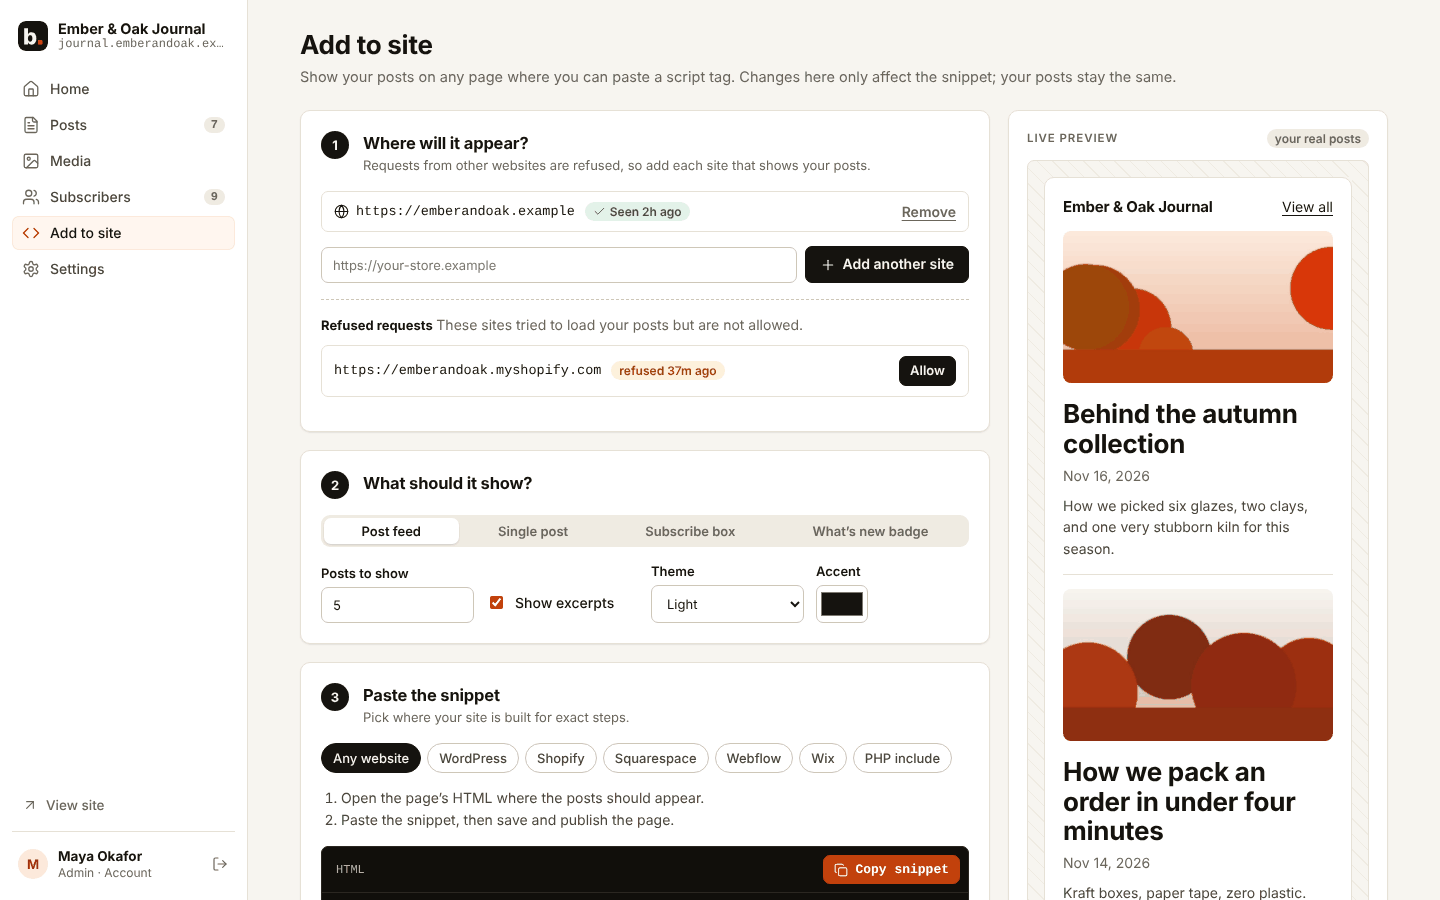 b.
Ember & Oak Journal
journal.emberandoak.ex…
Home
Posts 7
Media
Subscribers 9
Add to site
Settings
View site
M
Maya Okafor
Admin · Account
Add to site
Show your posts on any page where you can paste a script tag. Changes here only affect the snippet; your posts stay the same.
1 Where will it appear?
Requests from other websites are refused, so add each site that shows your posts.
https://emberandoak.example Seen 2h ago Remove
https://your-store.example Add another site
Refused requests These sites tried to load your posts but are not allowed.
https://emberandoak.myshopify.com refused 37m ago Allow
2 What should it show?
Post feed Single post Subscribe box What's new badge
Posts to show Theme Accent
5 Show excerpts Light
3 Paste the snippet
Pick where your site is built for exact steps.
Any website WordPress Shopify Squarespace Webflow Wix PHP include
1. Open the page's HTML where the posts should appear.
2. Paste the snippet, then save and publish the page.
HTML Copy snippet
LIVE PREVIEW your real posts
Ember & Oak Journal View all
Behind the autumn
collection
Nov 16, 2026
How we picked six glazes, two clays,
and one very stubborn kiln for this
season.
How we pack an
order in under four
minutes
Nov 14, 2026
Kraft boxes, paper tape, zero plastic.